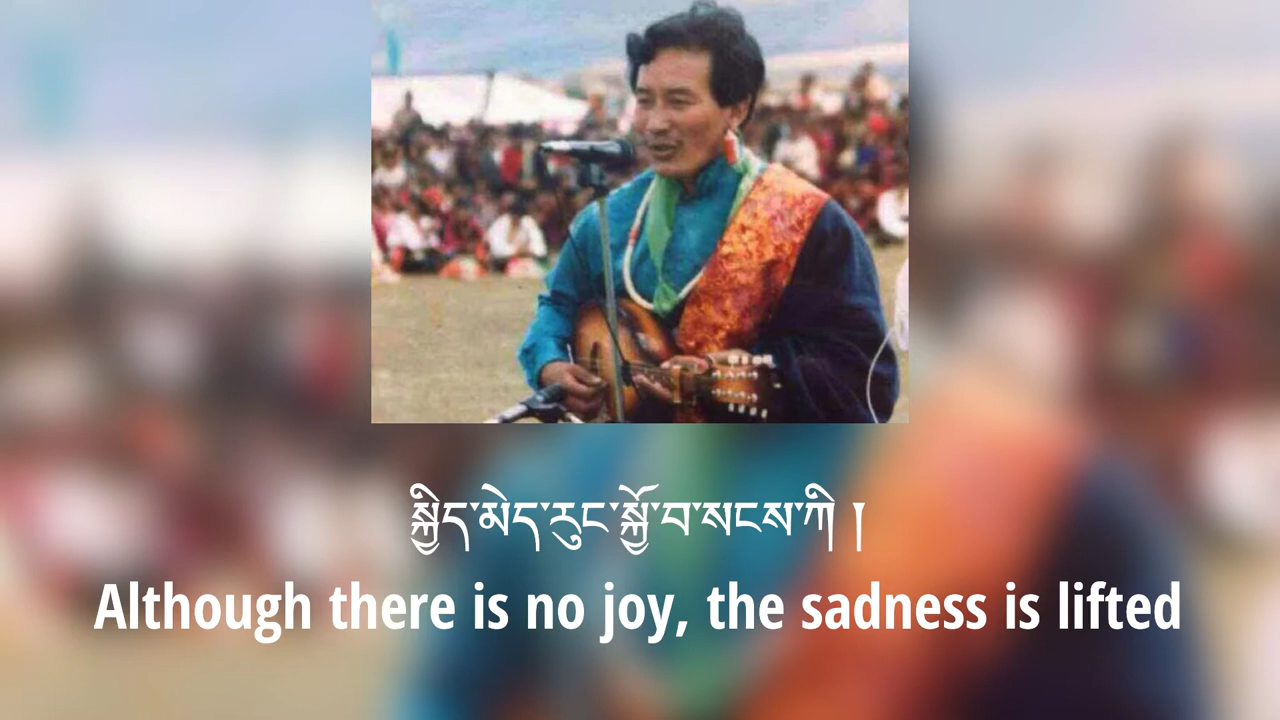 སྐྱིད་མེད་རུང་སྐྱོ་བ་སངས་ཀི །
Although there is no joy, the sadness is lifted